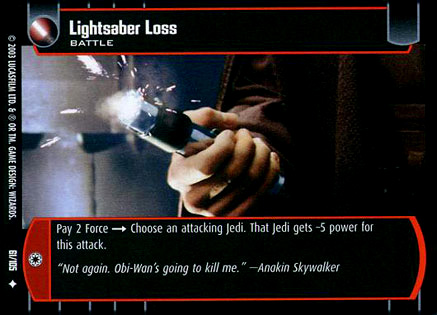 Lightsaber Loss
BATTLE
© 2003 LUCASFILM LTD. & ® OR TM. GAME DESIGN: WIZARDS.
61/105
Pay 2 Force → Choose an attacking Jedi. That Jedi gets –5 power for
this attack.
“Not again. Obi-Wan’s going to kill me.” —Anakin Skywalker